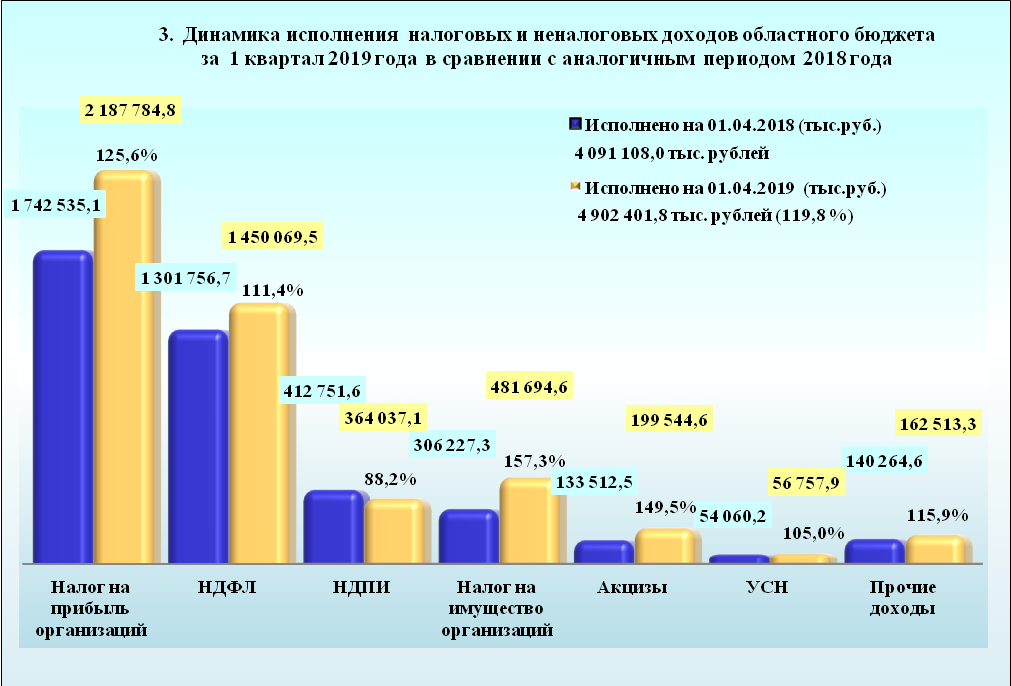 3. Динамика исполнения налоговых и неналоговых доходов областного бюджета
за 1 квартал 2019 года в сравнении с аналогичным периодом 2018 года
Исполнено на 01.04.2018 (тыс.руб.)
4 091 108,0 тыс. рублей
Исполнено на 01.04.2019 (тыс.руб.)
4 902 401,8 тыс. рублей (119,8 %)
2 187 784,8
125,6%
1 742 535,1
1 450 069,5
1 301 756,7
111,4%
412 751,6
364 037,1
88,2%
481 694,6
306 227,3
157,3%
199 544,6
133 512,5
149,5%
56 757,9
54 060,2
105,0%
162 513,3
140 264,6
115,9%
Налог на
прибыль
организаций
НДФЛ
НДПИ
Налог на
имущество
организаций
Акцизы
УСН
Прочие
доходы